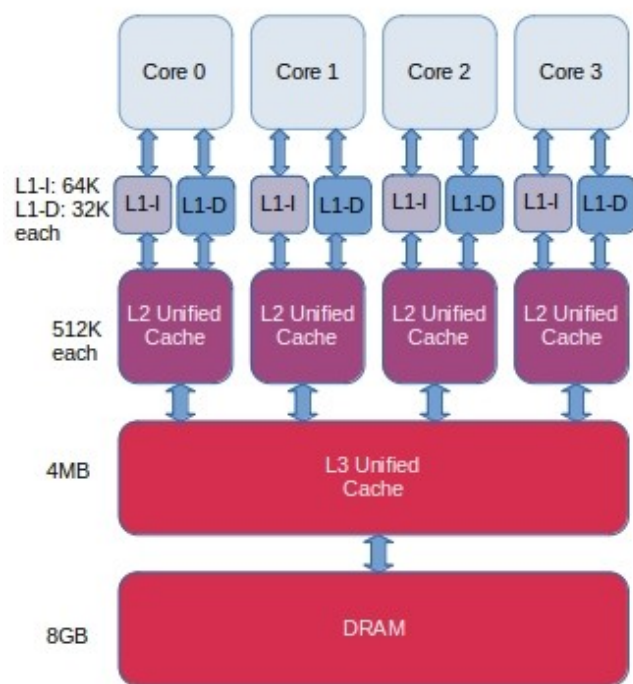 Core 0
Core 1
Core 2
Core 3
L1-I: 64K
L1-D: 32K
each
L1-I
L1-D
L1-I
L1-D
L1-I
L1-D
L1-I
L1-D
512K
each
L2 Unified
Cache
L2 Unified
Cache
L2 Unified
Cache
L2 Unified
Cache
4MB
L3 Unified
Cache
8GB
DRAM